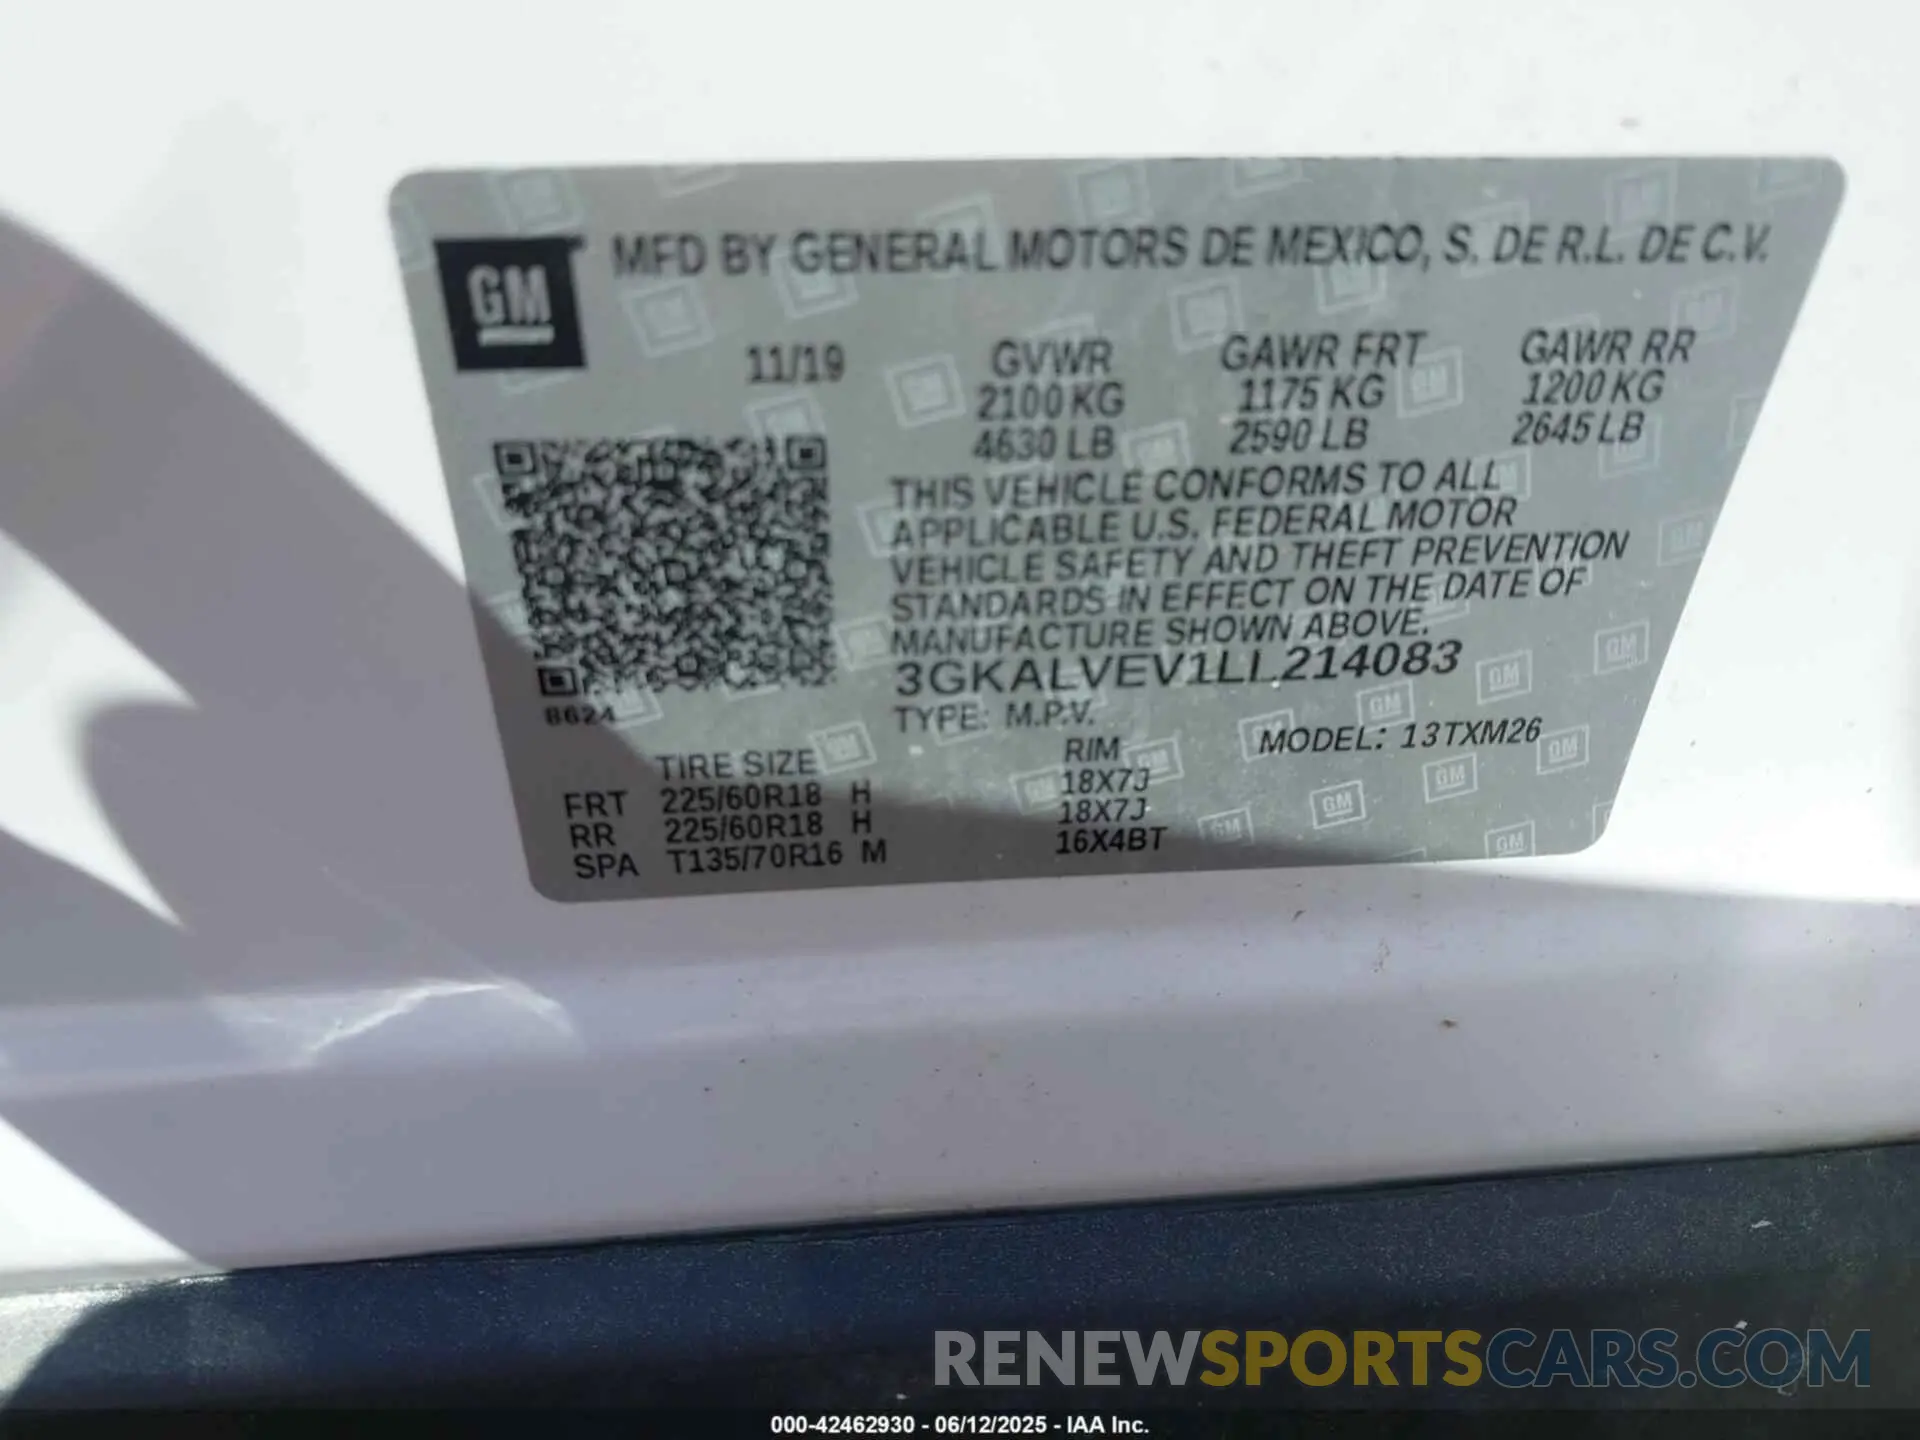 GM
MFD BY GENERAL MOTORS DE MEXICO, S. DE R.L. DE C.V.
11/19
GVWR GAWR FRT GAWR RR
2100 KG 1175 KG 1200 KG
4630 LB 2590 LB 2645 LB
THIS VEHICLE CONFORMS TO ALL
APPLICABLE U.S. FEDERAL MOTOR
VEHICLE SAFETY AND THEFT PREVENTION
STANDARDS IN EFFECT ON THE DATE OF
MANUFACTURE SHOWN ABOVE.
3GKALVEV1LL214083
8624
TYPE: M.P.V. MODEL: 13TXM26
TIRE SIZE RIM
FRT 225/60R18 H 18X7J
RR 225/60R18 H 18X7J
SPA T135/70R16 M 16X4BT
RENEWSPORTSCARS.COM
000-42462930 - 06/12/2025 - IAA Inc.